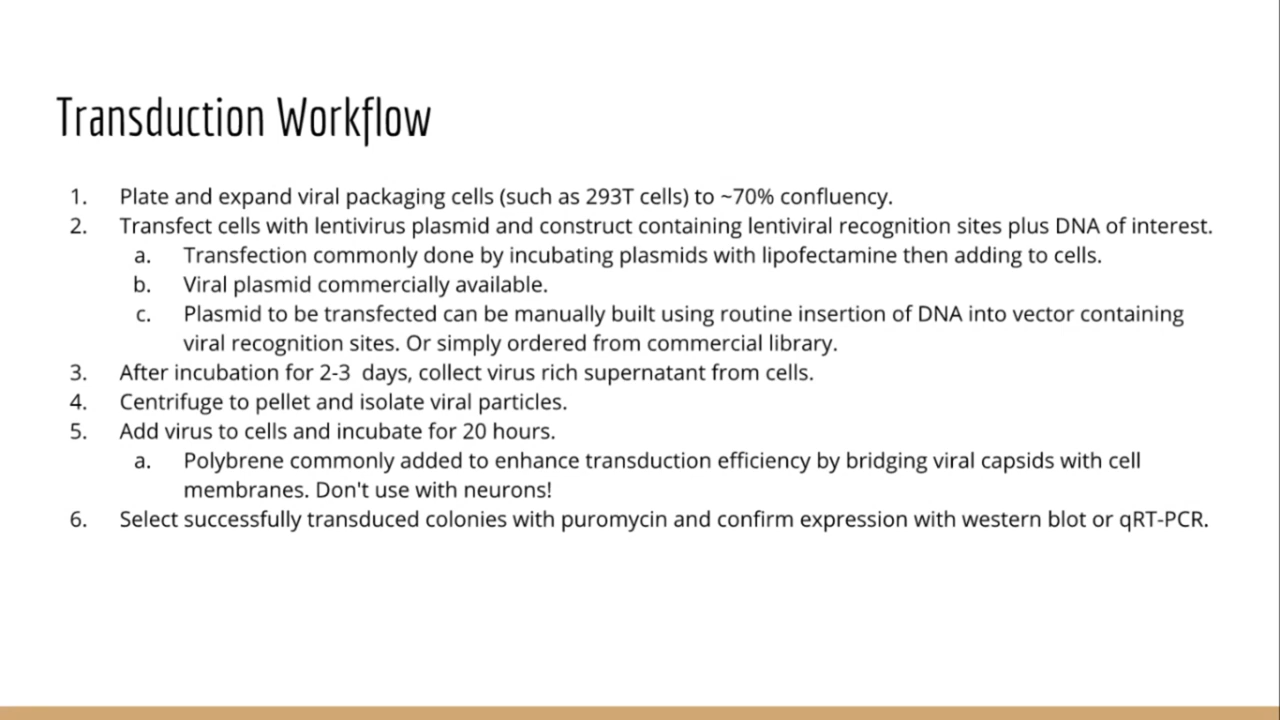 Transduction Workflow
1. Plate and expand viral packaging cells (such as 293T cells) to ~70% confluency.
2. Transfect cells with lentivirus plasmid and construct containing lentiviral recognition sites plus DNA of interest.
a. Transfection commonly done by incubating plasmids with lipofectamine then adding to cells.
b. Viral plasmid commercially available.
c. Plasmid to be transfected can be manually built using routine insertion of DNA into vector containing
viral recognition sites. Or simply ordered from commercial library.
3. After incubation for 2-3 days, collect virus rich supernatant from cells.
4. Centrifuge to pellet and isolate viral particles.
5. Add virus to cells and incubate for 20 hours.
a. Polybrene commonly added to enhance transduction efficiency by bridging viral capsids with cell
membranes. Don't use with neurons!
6. Select successfully transduced colonies with puromycin and confirm expression with western blot or qRT-PCR.